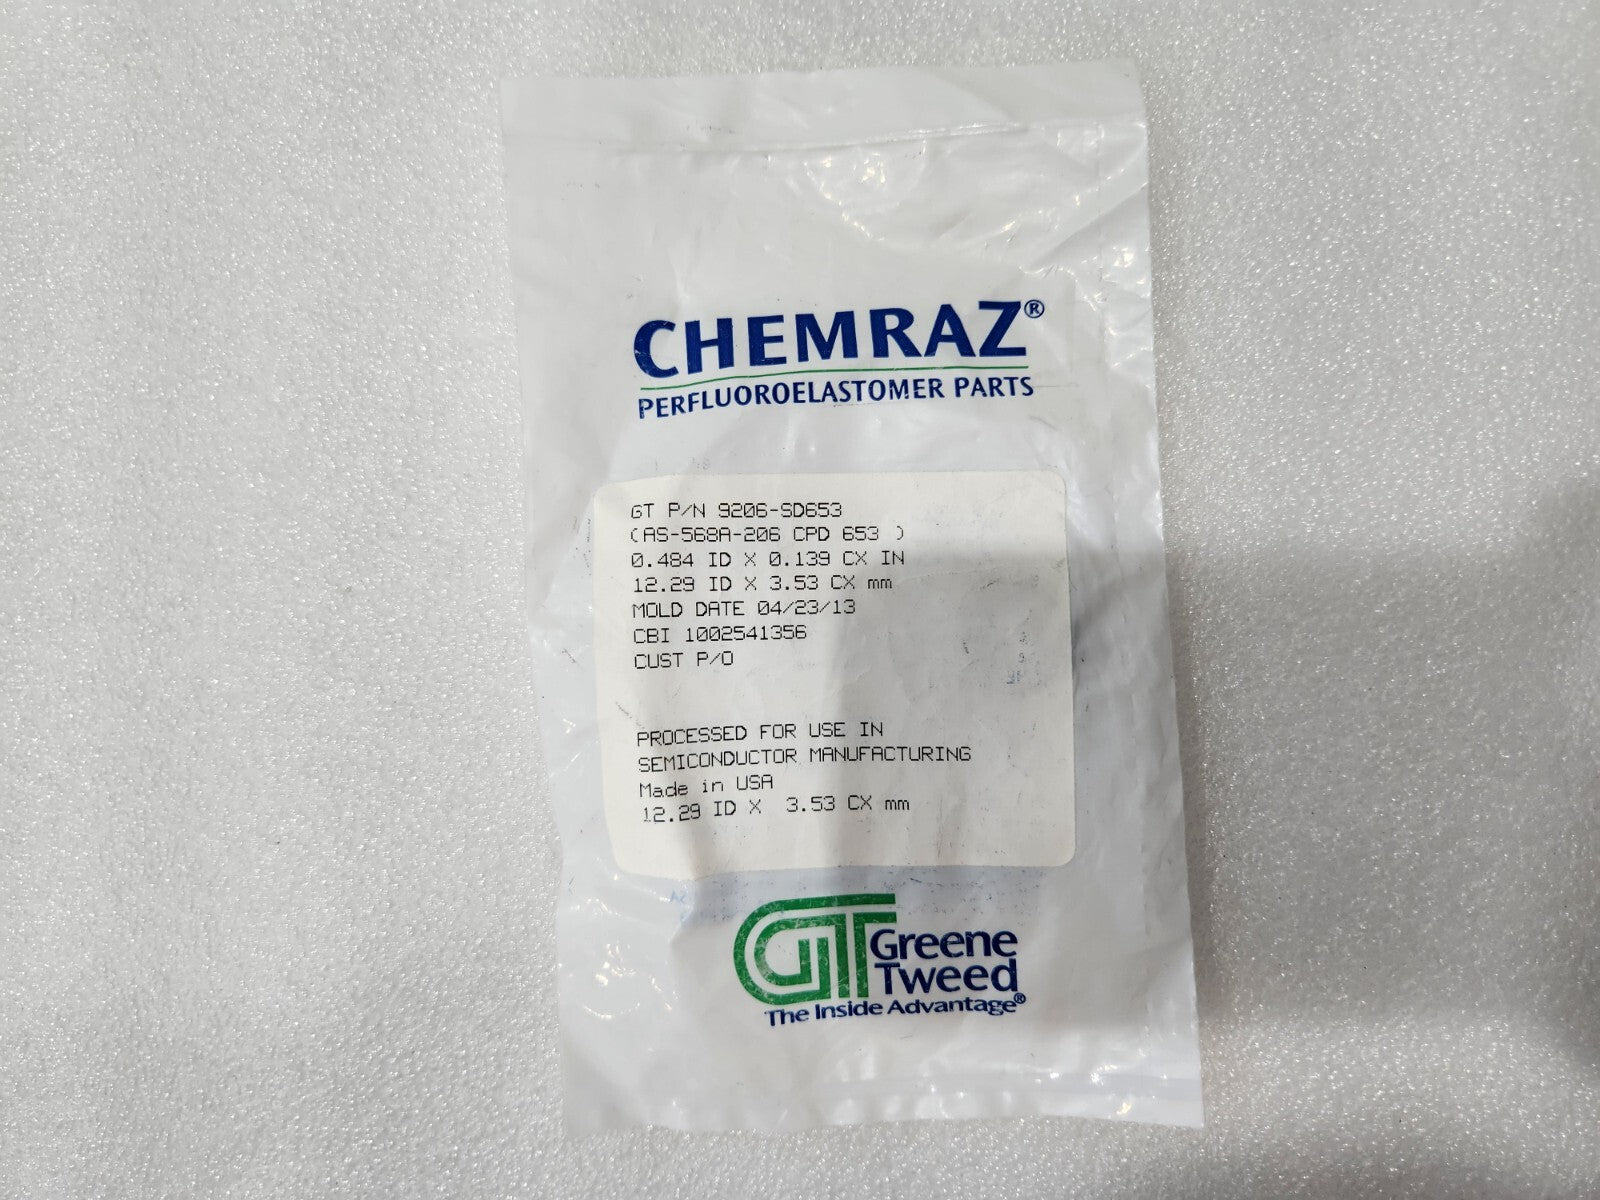 CHEMRAZ®
PERFLUOROELASTOMER PARTS
GT P/N 9206-SD653
(AS-568A-206 CPD 653 )
0.484 ID X 0.139 CX IN
12.29 ID X 3.53 CX mm
MOLD DATE 04/23/13
CBI 1002541356
CUST P/O
PROCESSED FOR USE IN
SEMICONDUCTOR MANUFACTURING
Made in USA
12.29 ID X 3.53 CX mm
GT Greene
Tweed
The Inside Advantage®